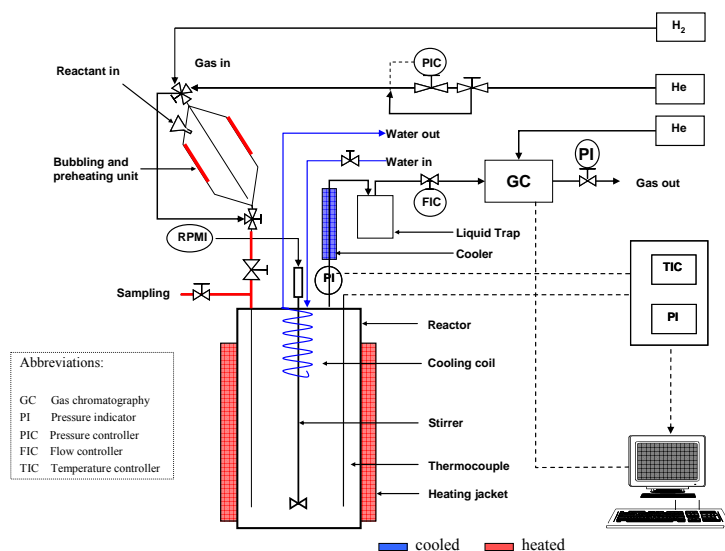 H2
Gas in
PIC
Reactant in
He
He
Water out
Bubbling and
preheating unit
Water in
PI
GC
FIC
Gas out
RPMI
Liquid Trap
Cooler
TIC
PI
Sampling
PI
Reactor
Abbreviations:
GC Gas chromatography
PI Pressure indicator
PIC Pressure controller
FIC Flow controller
TIC Temperature controller
Cooling coil
Stirrer
Thermocouple
Heating jacket
cooled
heated